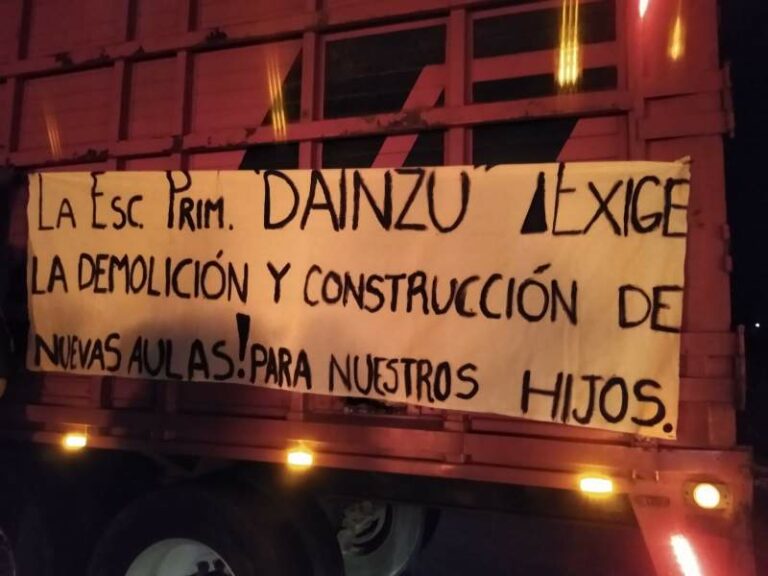 LA ESC. PRIM. "DAINZU" ¡EXIGE
LA DEMOLICIÓN Y CONSTRUCCIÓN DE
NUEVAS AULAS! PARA NUESTROS HIJOS.